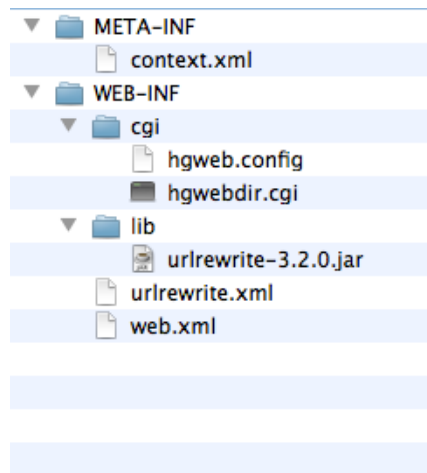 META-INF
context.xml
WEB-INF
cgi
hgweb.config
hgwebdir.cgi
lib
urlrewrite-3.2.0.jar
urlrewrite.xml
web.xml